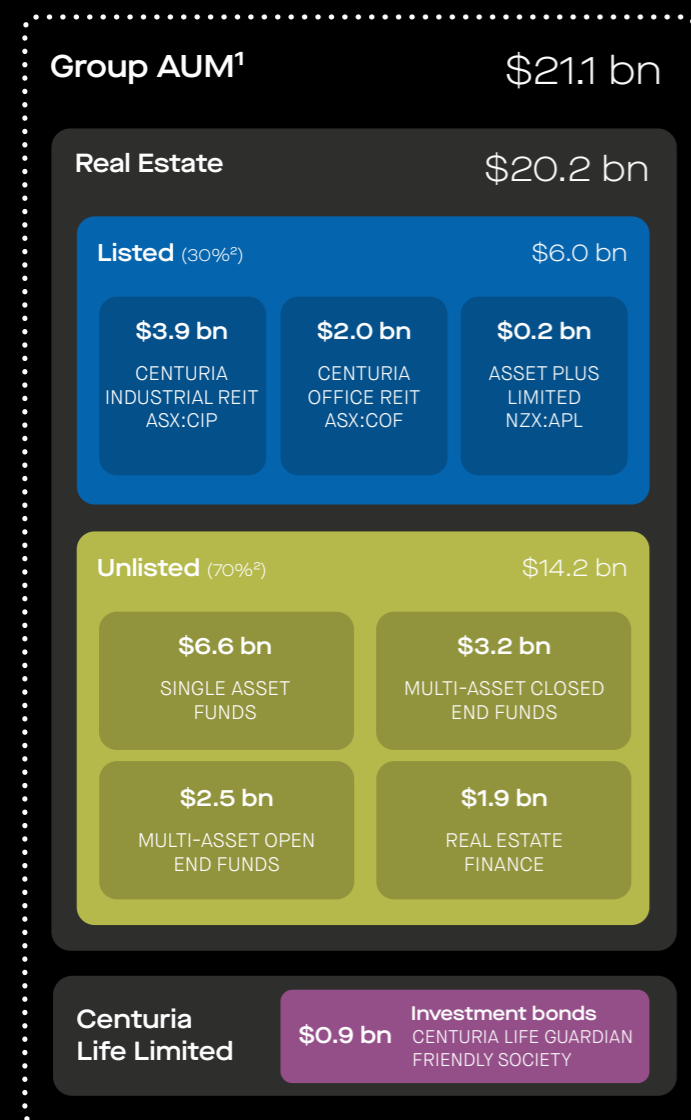 Group AUM¹ $21.1 bn
Real Estate $20.2 bn
Listed (30%²) $6.0 bn
$3.9 bn
CENTURIA
INDUSTRIAL REIT
ASX:CIP
$2.0 bn
CENTURIA
OFFICE REIT
ASX:COF
$0.2 bn
ASSET PLUS
LIMITED
NZX:APL
Unlisted (70%²) $14.2 bn
$6.6 bn
SINGLE ASSET
FUNDS
$3.2 bn
MULTI-ASSET CLOSED
END FUNDS
$2.5 bn
MULTI-ASSET OPEN
END FUNDS
$1.9 bn
REAL ESTATE
FINANCE
Centuria
Life Limited
$0.9 bn
Investment bonds
CENTURIA LIFE GUARDIAN
FRIENDLY SOCIETY